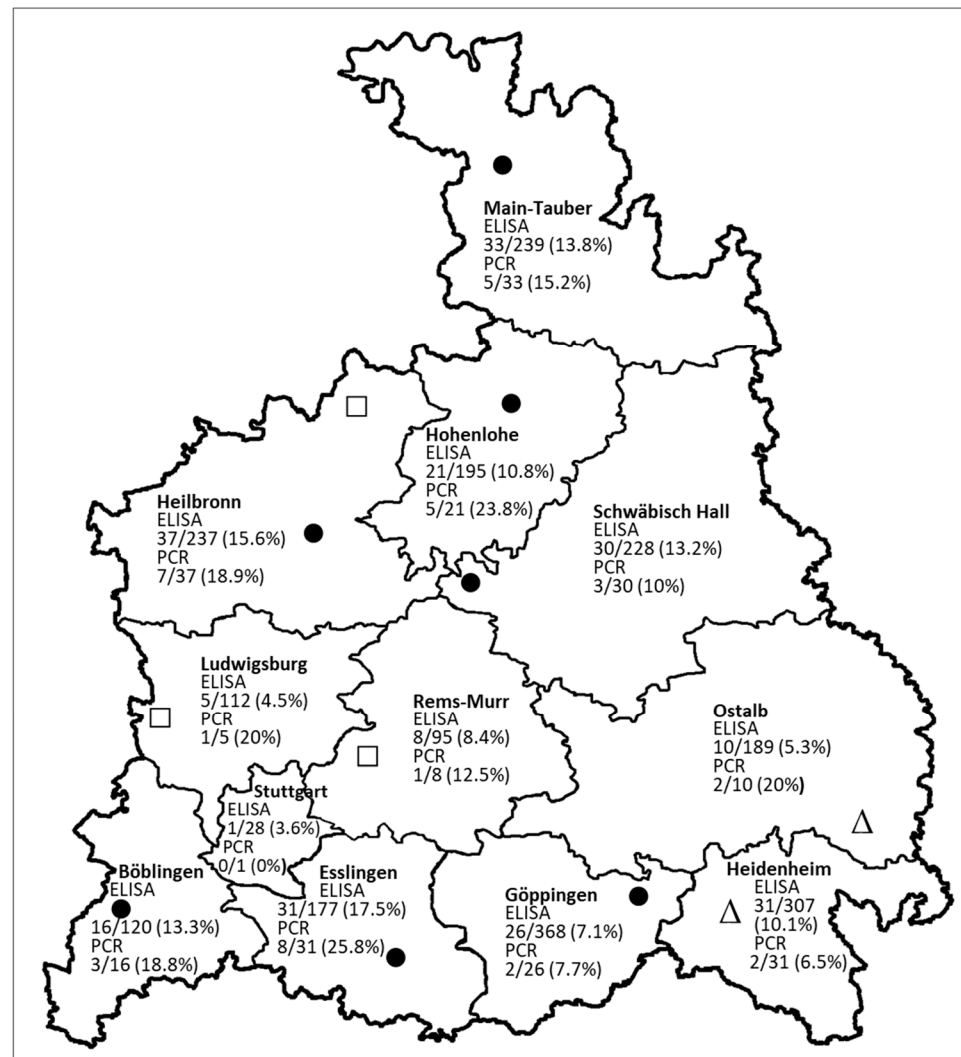 Main-Tauber
ELISA
33/239 (13.8%)
PCR
5/33 (15.2%)
Hohenlohe
ELISA
21/195 (10.8%)
PCR
5/21 (23.8%)
Heilbronn
ELISA
37/237 (15.6%)
PCR
7/37 (18.9%)
Schwäbisch Hall
ELISA
30/228 (13.2%)
PCR
3/30 (10%)
Ludwigsburg
ELISA
5/112 (4.5%)
PCR
1/5 (20%)
Rems-Murr
ELISA
8/95 (8.4%)
PCR
1/8 (12.5%)
Ostalb
ELISA
10/189 (5.3%)
PCR
2/10 (20%)
Stuttgart
ELISA
1/28 (3.6%)
PCR
0/1 (0%)
Böblingen
ELISA
16/120 (13.3%)
PCR
3/16 (18.8%)
Esslingen
ELISA
31/177 (17.5%)
PCR
8/31 (25.8%)
Göppingen
ELISA
26/368 (7.1%)
PCR
2/26 (7.7%)
Heidenheim
ELISA
31/307
(10.1%)
PCR
2/31 (6.5%)